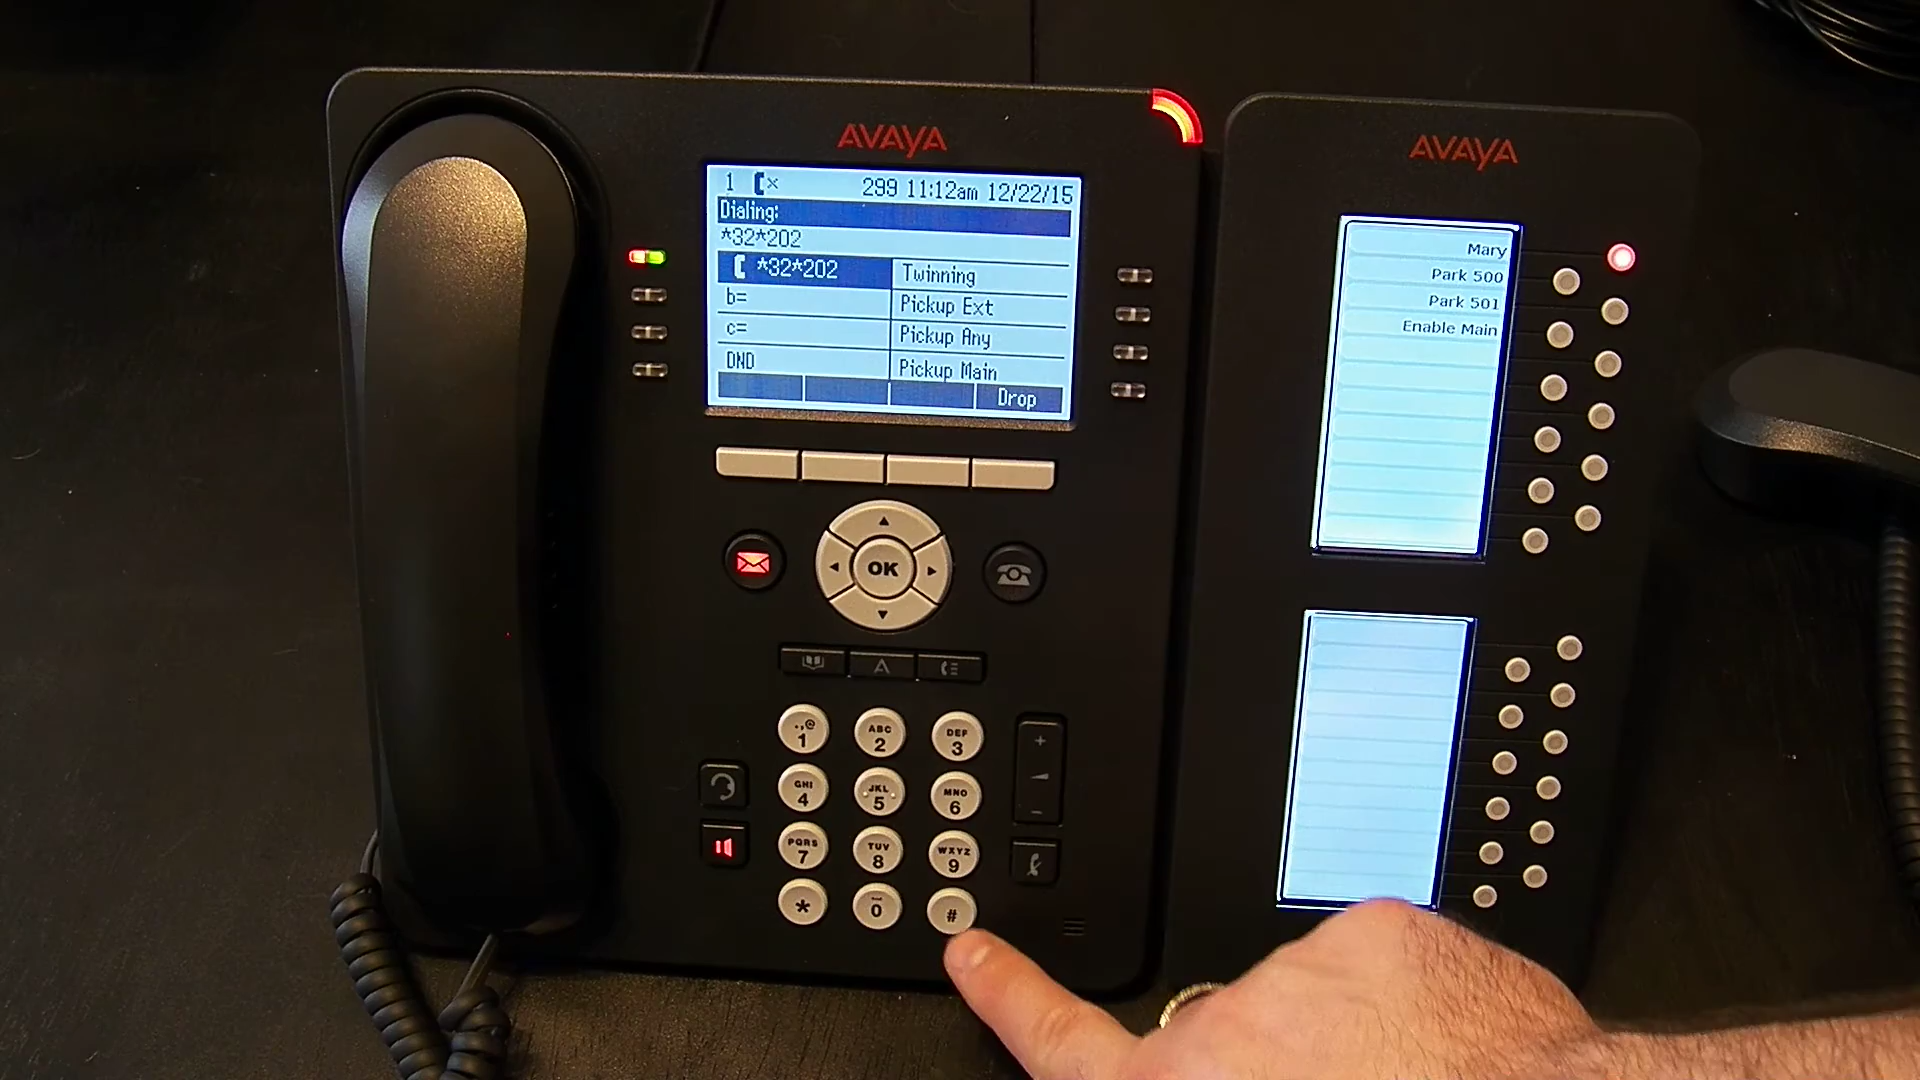 AVAYA
1 299 11:12am 12/22/15
Dialing:
*32*202
*32*202 Twinning
b= Pickup Ext
c= Pickup Any
DND Pickup Main
Drop
OK
A
.,@ 1
ABC 2
DEF 3
GHI 4
JKL 5
MNO 6
PQRS 7
TUV 8
WXYZ 9
*
0
#
+
−
AVAYA
Mary
Park 500
Park 501
Enable Main